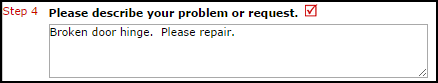 Step 4 Please describe your problem or request.
Broken door hinge.  Please repair.